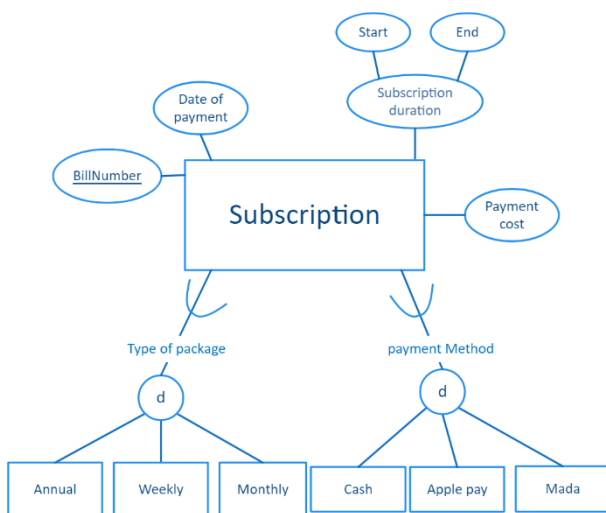 Start
End
Date of
payment
Subscription
duration
BillNumber
Subscription
Payment
cost
Type of package
payment Method
d
d
Annual
Weekly
Monthly
Cash
Apple pay
Mada